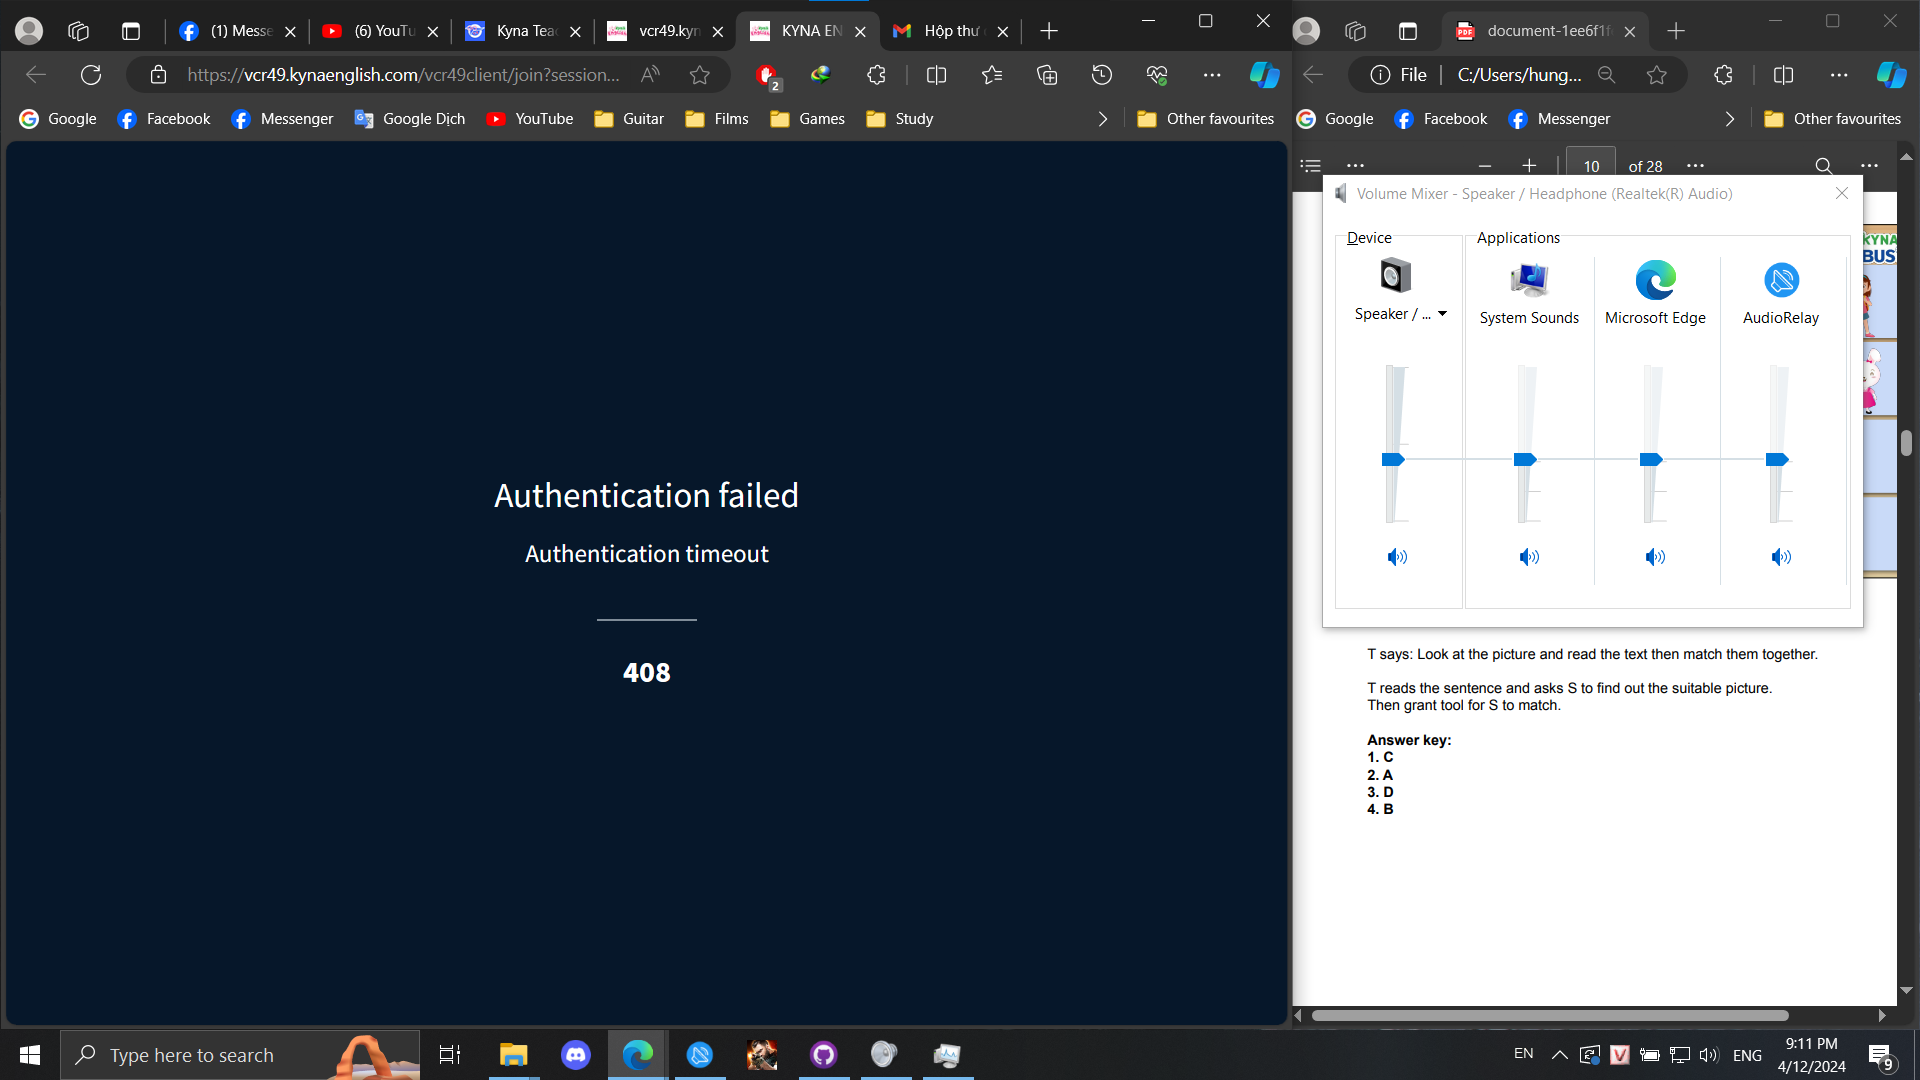 (1) Messe
(6) YouTu
Kyna Teac
vcr49.kyn
KYNA EN
Hộp thư
https://vcr49.kynaenglish.com/vcr49client/join?session...
2
Google
Facebook
Messenger
Google Dịch
YouTube
Guitar
Films
Games
Study
Other favourites
Authentication failed
Authentication timeout
408
PDF
document-1ee6f1f
File
C:/Users/hung...
Google
Facebook
Messenger
Other favourites
10 of 28
Volume Mixer - Speaker / Headphone (Realtek(R) Audio)
Device
Applications
Speaker / ...
System Sounds
Microsoft Edge
AudioRelay
KYNA
BUS
T says: Look at the picture and read the text then match them together.
T reads the sentence and asks S to find out the suitable picture.
Then grant tool for S to match.
Answer key:
1. C
2. A
3. D
4. B
Type here to search
EN
V
ENG
9:11 PM
4/12/2024
9